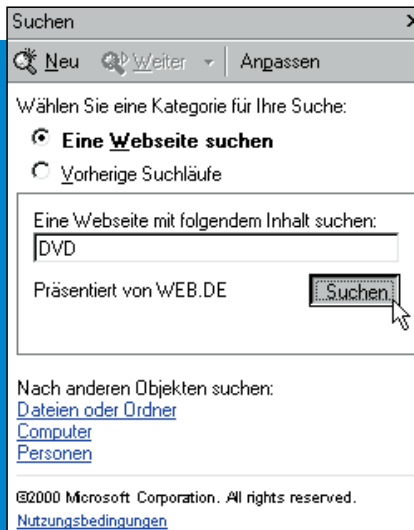 Suchen
Neu Weiter Anpassen
Wählen Sie eine Kategorie für Ihre Suche:
Eine Webseite suchen
Vorherige Suchläufe
Eine Webseite mit folgendem Inhalt suchen:
DVD
Präsentiert von WEB.DE Suchen
Nach anderen Objekten suchen:
Dateien oder Ordner
Computer
Personen
©2000 Microsoft Corporation. All rights reserved.
Nutzungsbedingungen